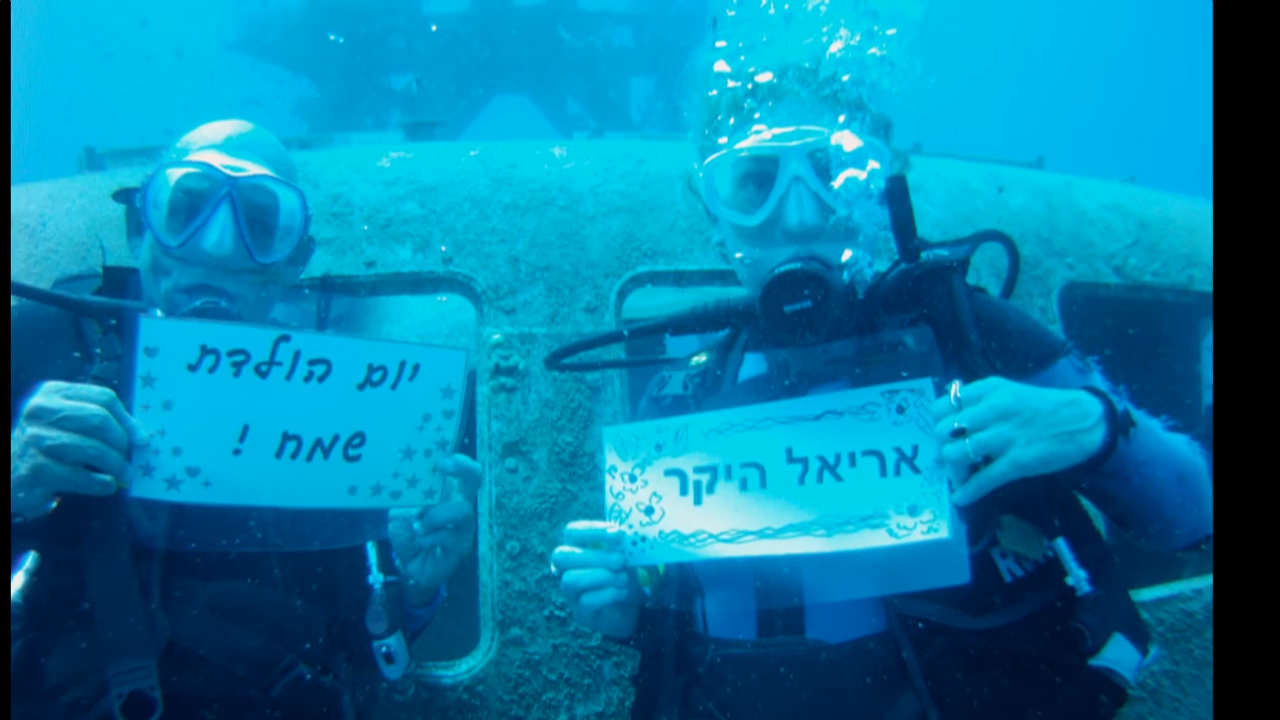 אריאל היקר
יום הולדת
שמח !